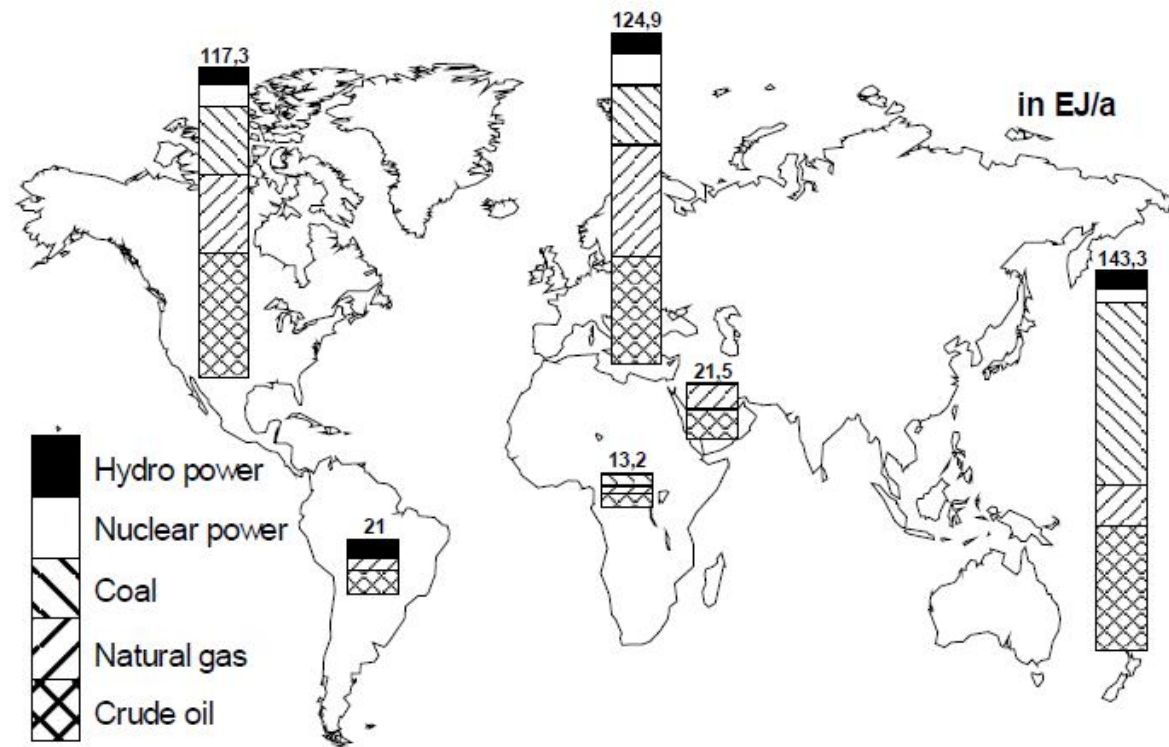 124,9
117,3
in EJ/a
143,3
21,5
13,2
21
Hydro power
Nuclear power
Coal
Natural gas
Crude oil